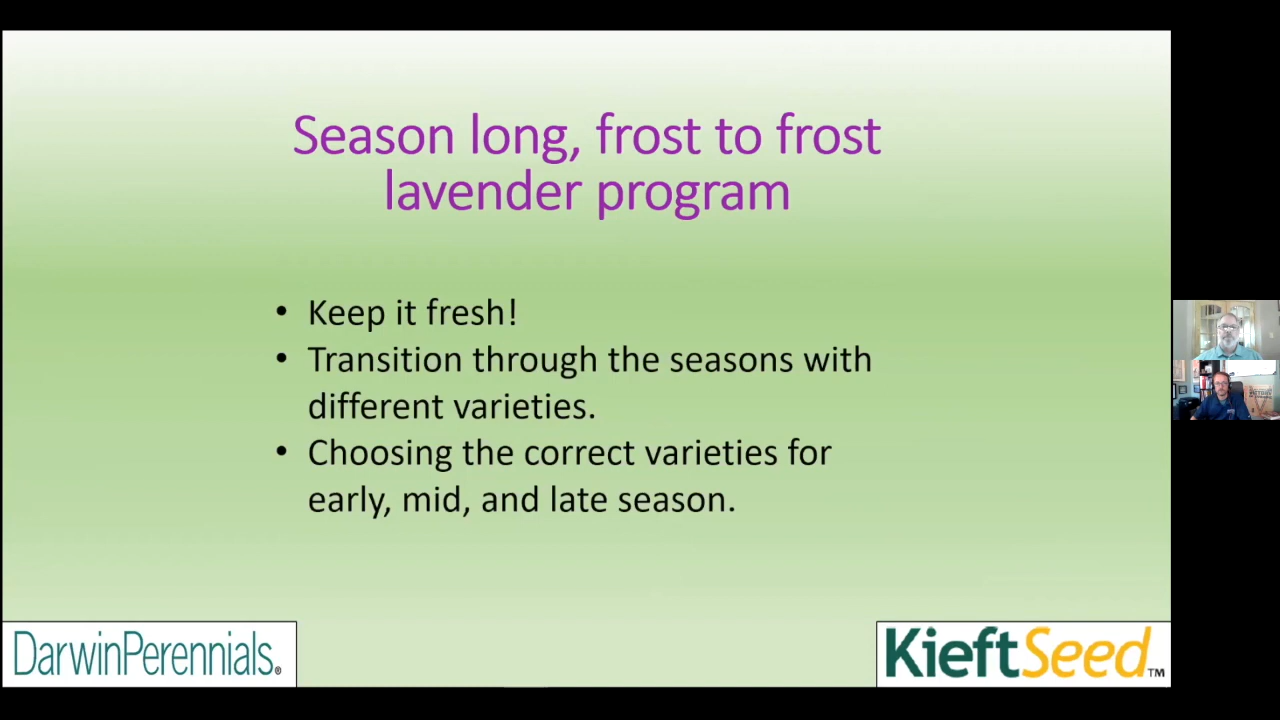 Season long, frost to frost
lavender program
• Keep it fresh!
• Transition through the seasons with
different varieties.
• Choosing the correct varieties for
early, mid, and late season.
DarwinPerennials®
KieftSeed™